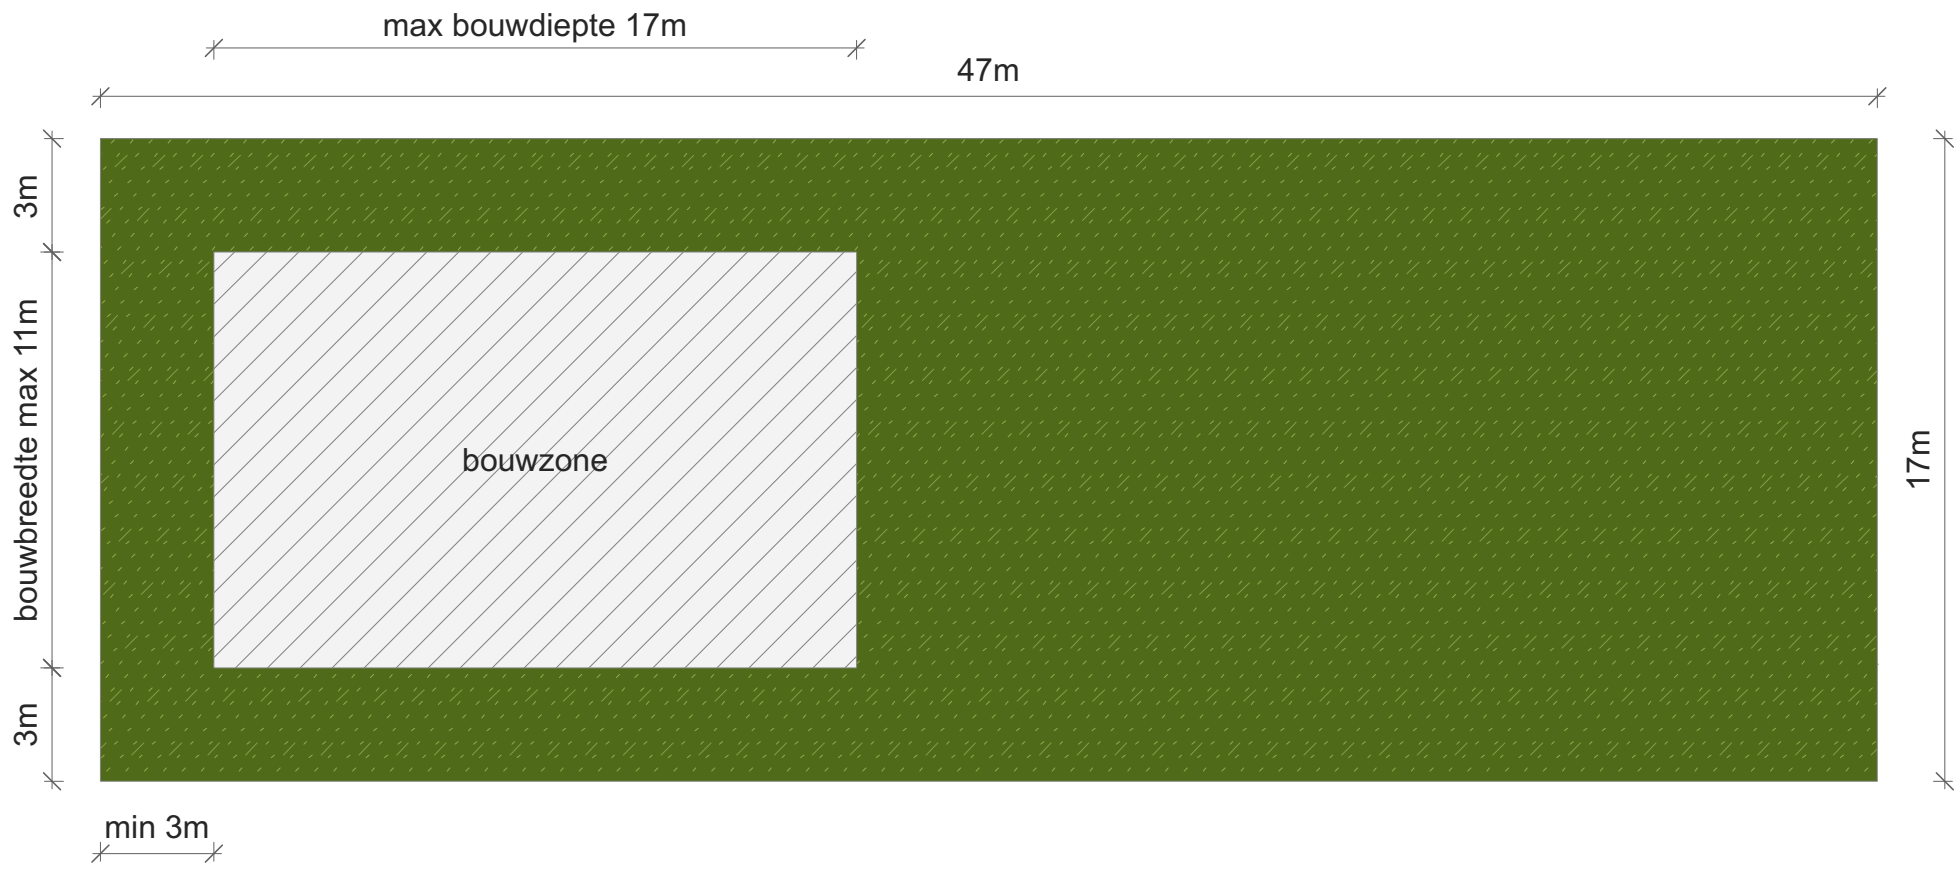 max bouwdiepte 17m
47m
3m
bouwbreedte max 11m
3m
bouwzone
17m
min 3m